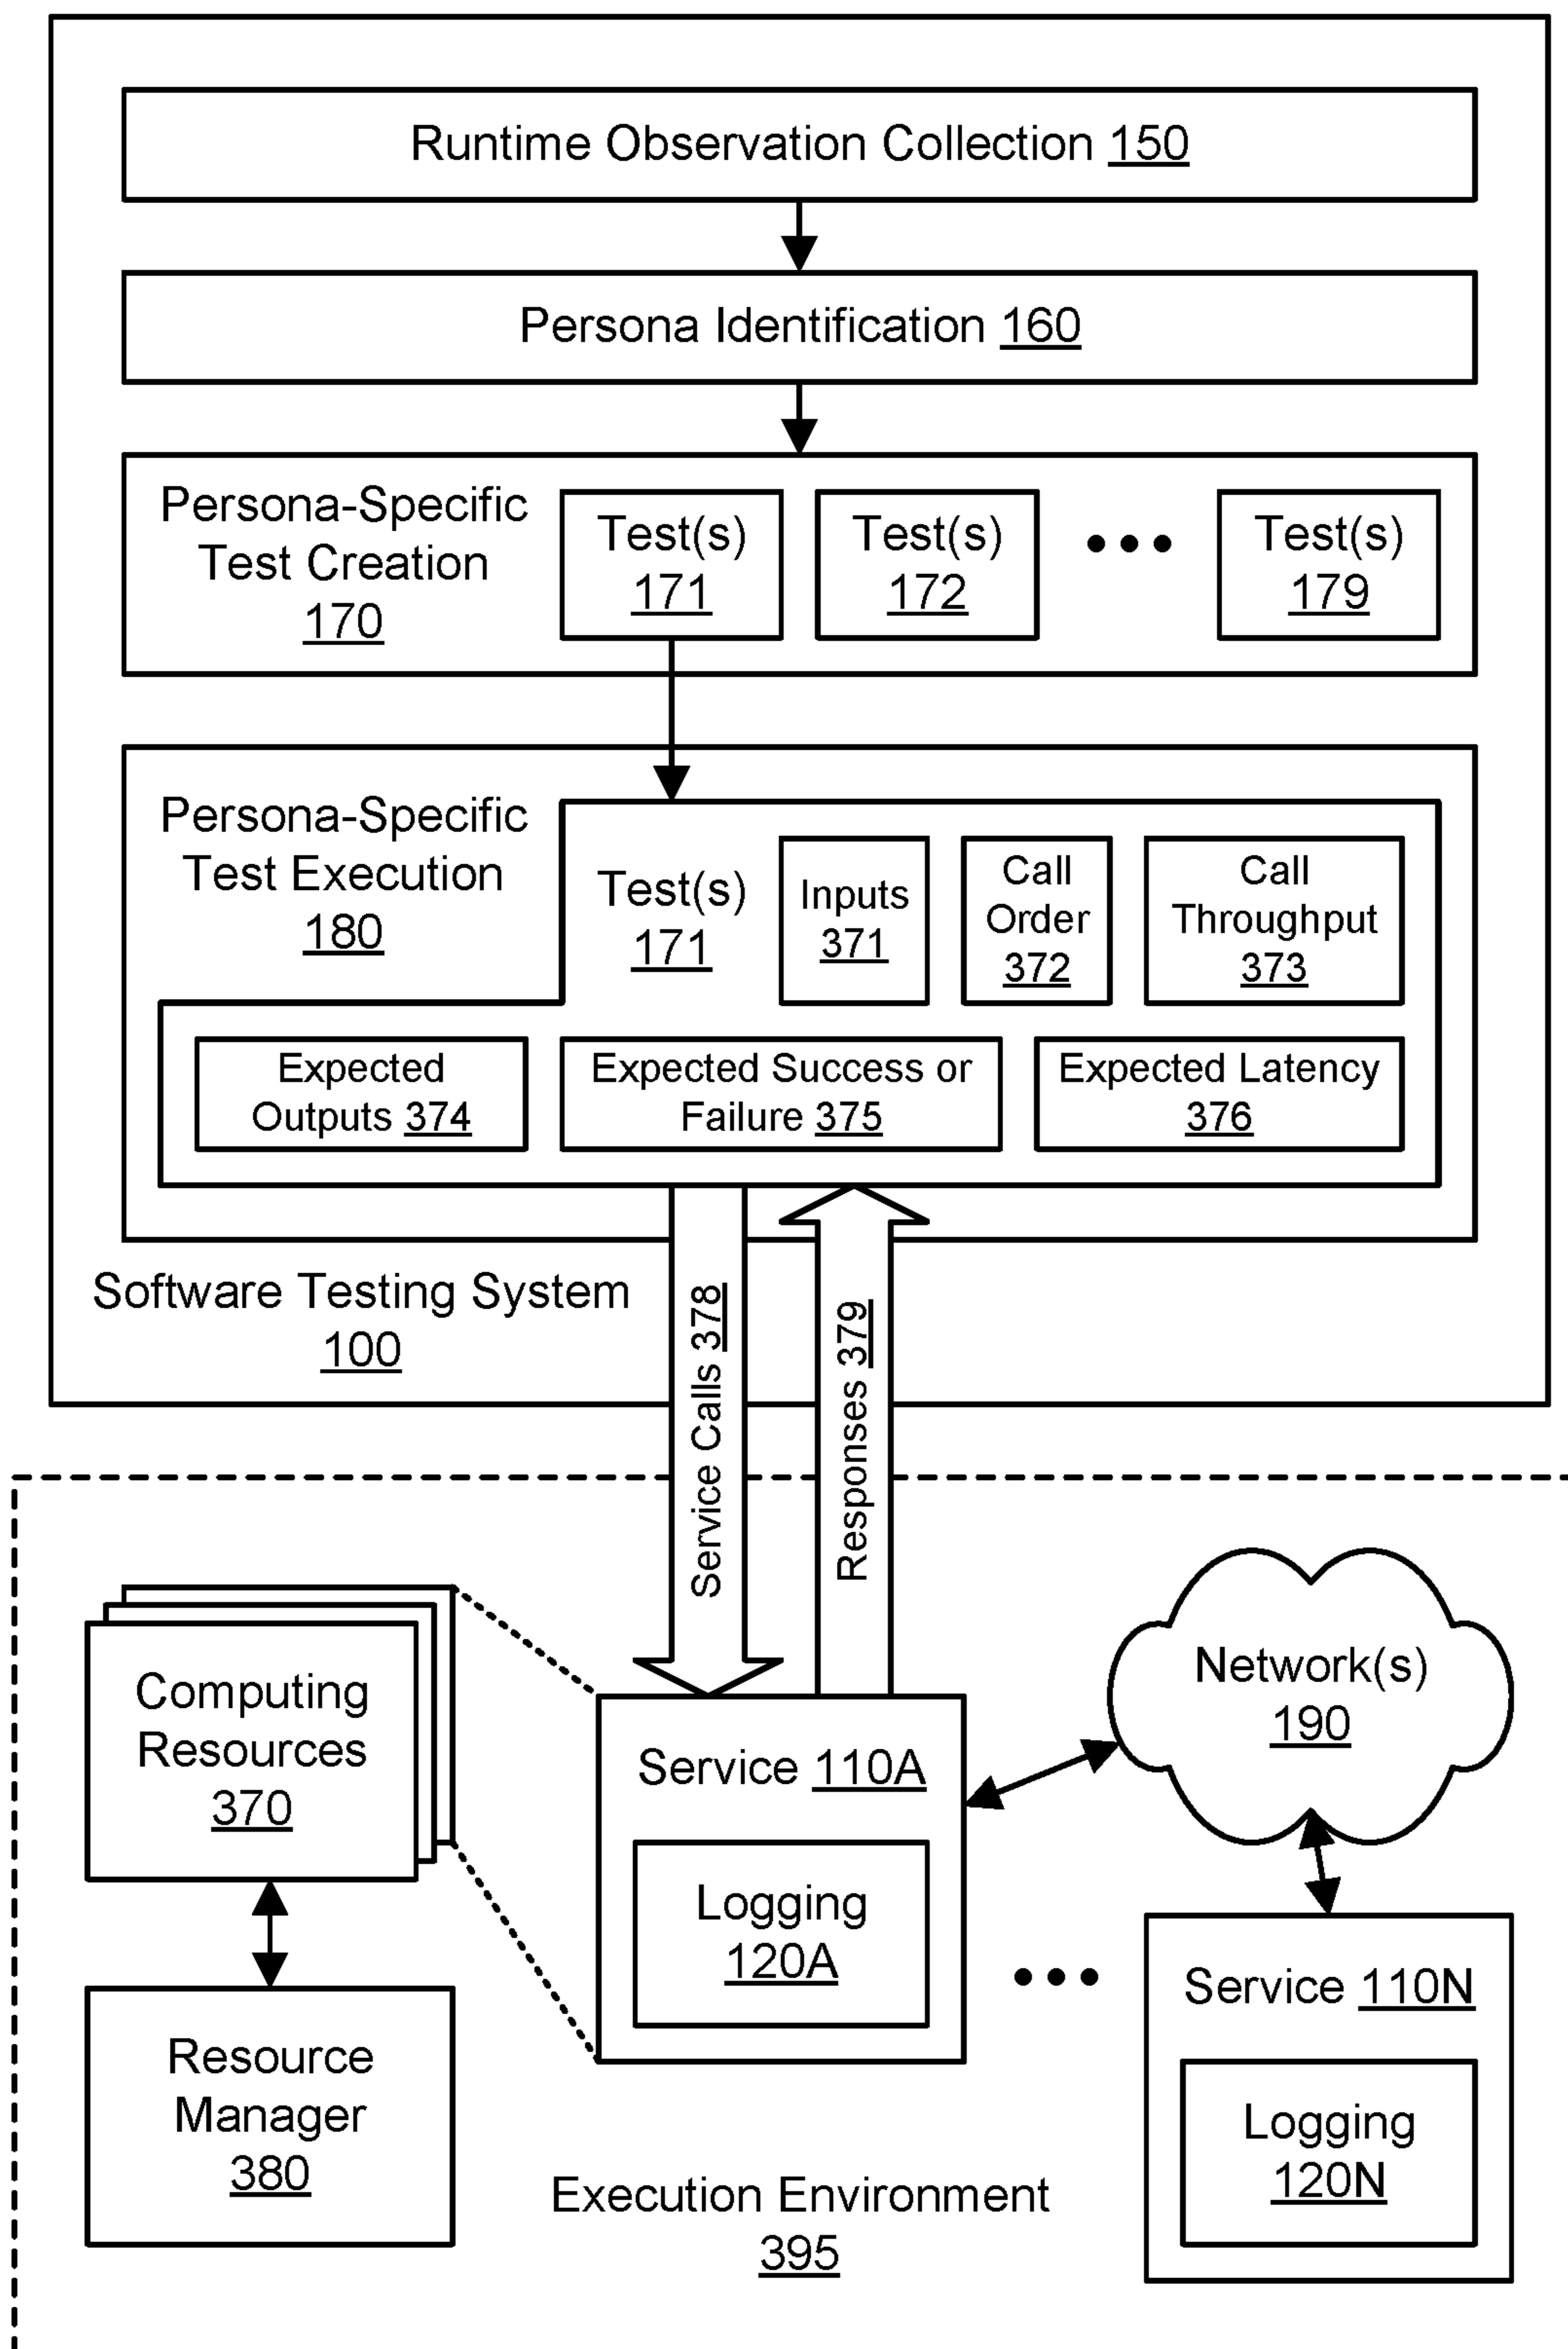 Runtime Observation Collection 150
Persona Identification 160
Persona-Specific
Test Creation
170
Test(s)
171
Test(s)
172
Test(s)
179
Persona-Specific
Test Execution
180
Test(s)
171
Inputs
371
Call
Order
372
Call
Throughput
373
Expected
Outputs 374
Expected Success or
Failure 375
Expected Latency
376
Software Testing System
100
Service Calls 378
Responses 379
Computing
Resources
370
Resource
Manager
380
Service 110A
Logging
120A
Network(s)
190
Service 110N
Logging
120N
Execution Environment
395